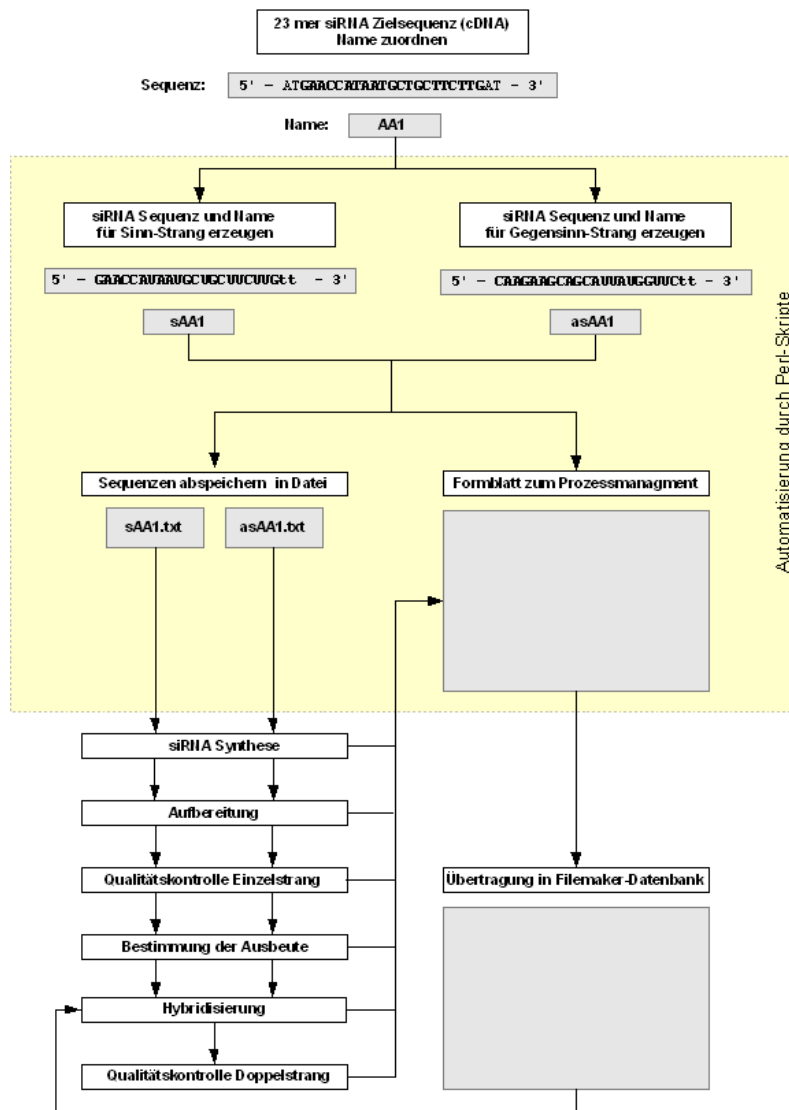 23 mer siRNA Zielsequenz (cDNA)
Name zuordnen
Sequenz:
5' - ATGAACCATAATGCTGCTTCTTGAT - 3'
Name:
AA1
siRNA Sequenz und Name
für Sinn-Strang erzeugen
siRNA Sequenz und Name
für Gegensinn-Strang erzeugen
5' - GAACCAUAAUGCUGCUUCUUGtt - 3'
5' - CAAGAAGCAGCAUUAUGGUUCtt - 3'
sAA1
asAA1
Automatisierung durch Perl-Skripte
Sequenzen abspeichern in Datei
Formblatt zum Prozessmanagment
sAA1.txt
asAA1.txt
siRNA Synthese
Aufbereitung
Qualitätskontrolle Einzelstrang
Übertragung in Filemaker-Datenbank
Bestimmung der Ausbeute
Hybridisierung
Qualitätskontrolle Doppelstrang